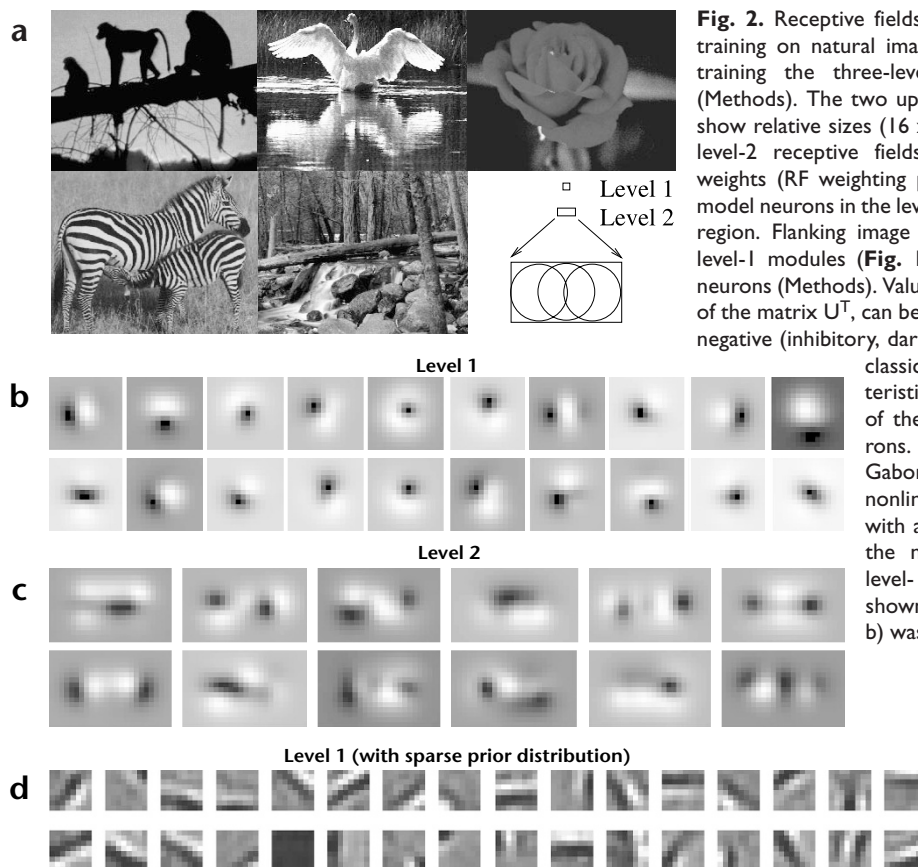 a
Level 1
Level 2
Level 1
b
Level 2
c
Level 1 (with sparse prior distribution)
d
Fig. 2. Receptive fields
training on natural ima
training the three-lev
(Methods). The two up
show relative sizes (16
level-2 receptive fields
weights (RF weighting
model neurons in the lev
region. Flanking image
level-1 modules (Fig.
neurons (Methods). Valu
of the matrix Uᵀ, can be
negative (inhibitory, dar
classic
teristi
of the
rons.
Gabor
nonlin
with a
the
level-
shown
b) was